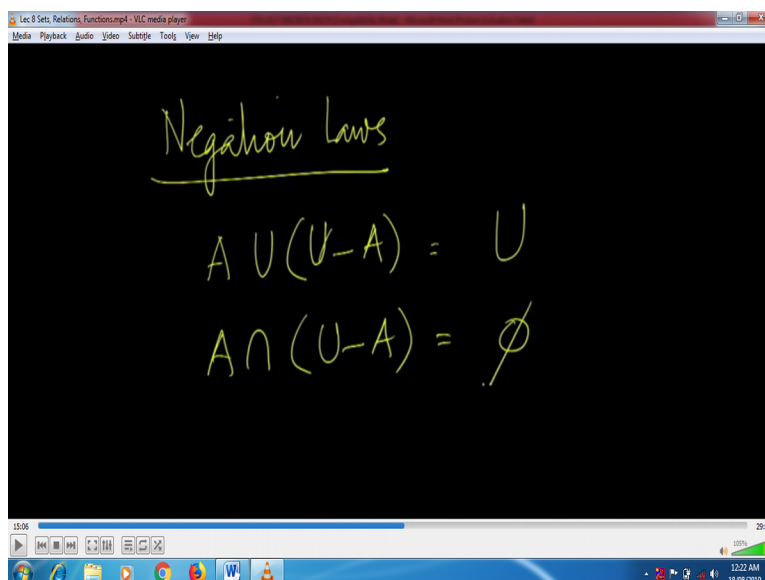 Lec 8 Sets, Relations, Functions.mp4 - VLC media player
Media Playback Audio Video Subtitle Tools View Help
Negation Laws
A ∪ (U - A) = U
A ∩ (U - A) = ϕ
15:06
29:
105%
W
12:22 AM